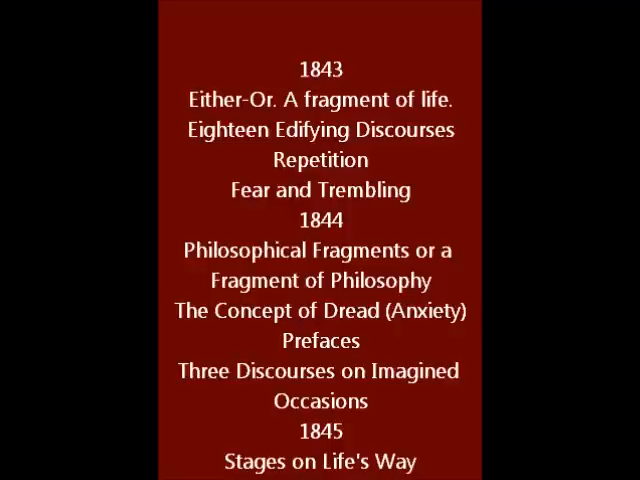 1843
Either-Or. A fragment of life.
Eighteen Edifying Discourses
Repetition
Fear and Trembling
1844
Philosophical Fragments or a
Fragment of Philosophy
The Concept of Dread (Anxiety)
Prefaces
Three Discourses on Imagined
Occasions
1845
Stages on Life's Way